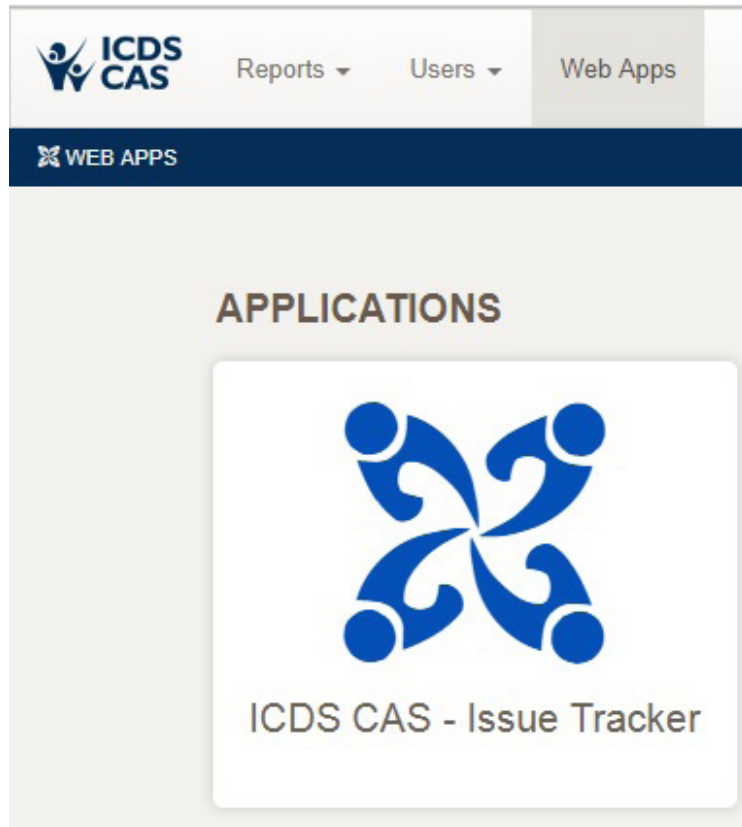 ICDS
CAS
Reports Users Web Apps
WEB APPS
APPLICATIONS
ICDS CAS - Issue Tracker